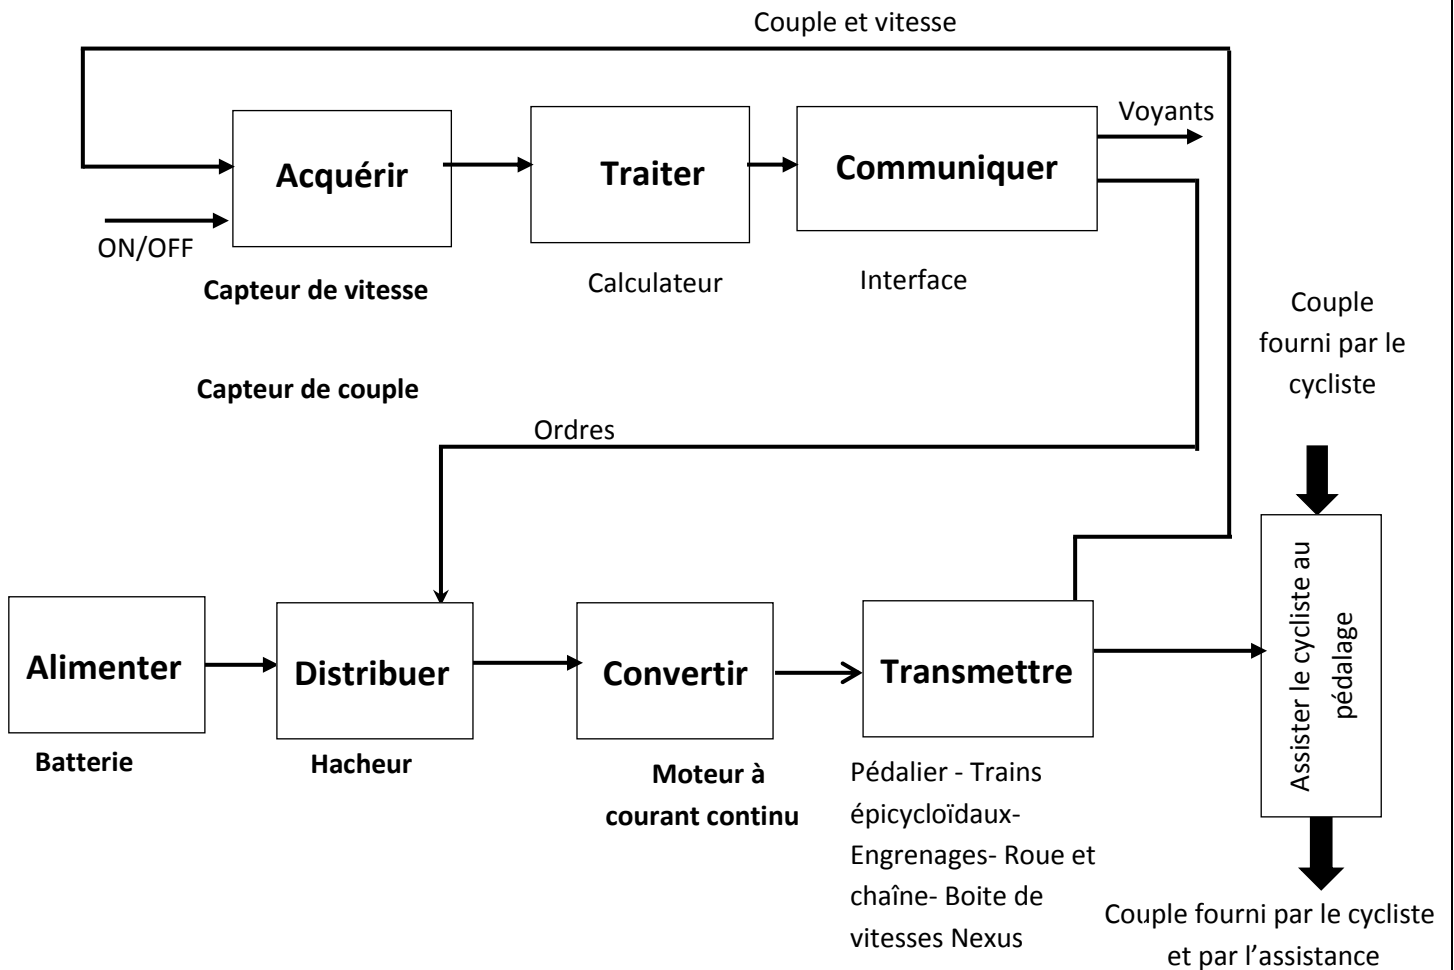 Couple et vitesse
Acquérir
Traiter
Communiquer
Voyants
ON/OFF
Capteur de vitesse
Calculateur
Interface
Capteur de couple
Couple
fourni par le
cycliste
Ordres
Alimenter
Distribuer
Convertir
Transmettre
Assister le cycliste au
pédalage
Batterie
Hacheur
Moteur à
courant continu
Pédalier - Trains
épicycloïdaux-
Engrenages- Roue et
chaîne- Boite de
vitesses Nexus
Couple fourni par le cycliste
et par l’assistance